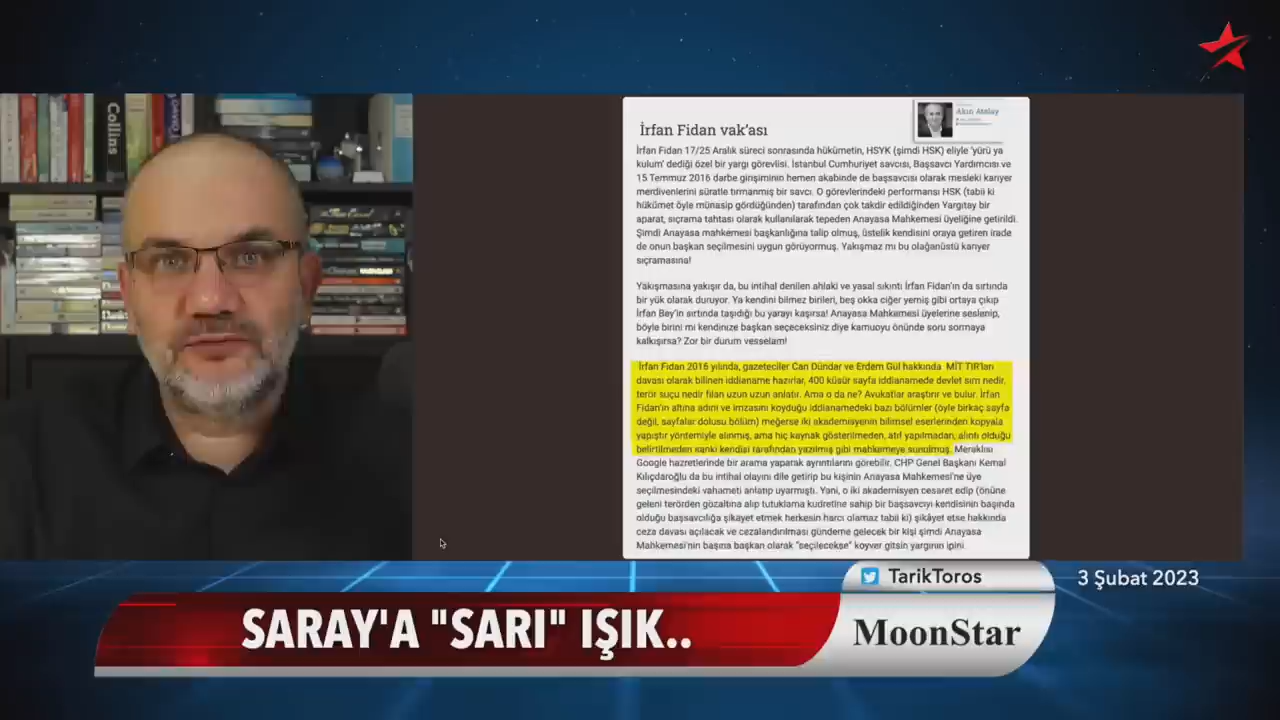 Collins
Akın Atalay
İrfan Fidan vak'ası
İrfan Fidan 17/25 Aralık süreci sonrasında hükümetin, HSYK (şimdi HSK) eliyle 'yürü ya
kulum' dediği özel bir yargı görevlisi. İstanbul Cumhuriyet savcısı, Başsavcı Yardımcısı ve
15 Temmuz 2016 darbe girişiminin hemen akabinde de başsavcısı olarak mesleki kariyer
merdivenlerini süratle tırmanmış bir savcı. O görevlerindeki performansı HSK (tabii ki
hükümet öyle münasip gördüğünden) tarafından çok takdir edildiğinden Yargıtay bir
aparat, sıçrama tahtası olarak kullanılarak tepeden Anayasa Mahkemesi üyeliğine getirildi.
Şimdi Anayasa mahkemesi başkanlığına talip olmuş, üstelik kendisini oraya getiren irade
de onun başkan seçilmesini uygun görüyormuş. Yakışmaz mı bu olağanüstü kariyer
sıçramasına!
Yakışmasına yakışır da, bu intihal denilen ahlaki ve yasal sıkıntı İrfan Fidan'ın da sırtında
bir yük olarak duruyor. Ya kendini bilmez birileri, beş okka ciğer yemiş gibi ortaya çıkıp
İrfan Bey'in sırtında taşıdığı bu yarayı kaşırsa! Anayasa Mahkemesi üyelerine seslenip,
böyle birini mi kendinize başkan seçeceksiniz diye kamuoyu önünde soru sormaya
kalkışırsa? Zor bir durum vesselam!
İrfan Fidan 2016 yılında, gazeteciler Can Dündar ve Erdem Gül hakkında MİT TIR'ları
davası olarak bilinen iddianame hazırlar, 400 küsür sayfa iddianamede devlet sırrı nedir,
terör suçu nedir filan uzun uzun anlatır. Ama o da ne? Avukatlar araştırır ve bulur. İrfan
Fidan'ın altına adını ve imzasını koyduğu iddianamedeki bazı bölümler (öyle birkaç sayfa
değil, sayfalar dolusu bölüm) meğerse iki akademisyenin bilimsel eserlerinden kopyala
yapıştır yöntemiyle alınmış, ama hiç kaynak gösterilmeden, atıf yapılmadan, alıntı olduğu
belirtilmeden sanki kendisi tarafından yazılmış gibi mahkemeye sunulmuş. Meraklısı
Google hazretlerinde bir arama yaparak ayrıntılarını görebilir. CHP Genel Başkanı Kemal
Kılıçdaroğlu da bu intihal olayını dile getirip bu kişinin Anayasa Mahkemesi'ne üye
seçilmesindeki vahameti anlatıp uyarmıştı. Yani, o iki akademisyen cesaret edip (önüne
geleni terörden gözaltına alıp tutuklama kudretine sahip bir başsavcıyı kendisinin başında
olduğu başsavcılığa şikayet etmek herkesin harcı olamaz tabii ki) şikâyet etse hakkında
ceza davası açılacak ve cezalandırılması gündeme gelecek bir kişi şimdi Anayasa
Mahkemesi'nin başına başkan olarak "seçilecekse" koyver gitsin yargının ipini.
TarikToros
3 Şubat 2023
SARAY'A "SARI" IŞIK..
MoonStar